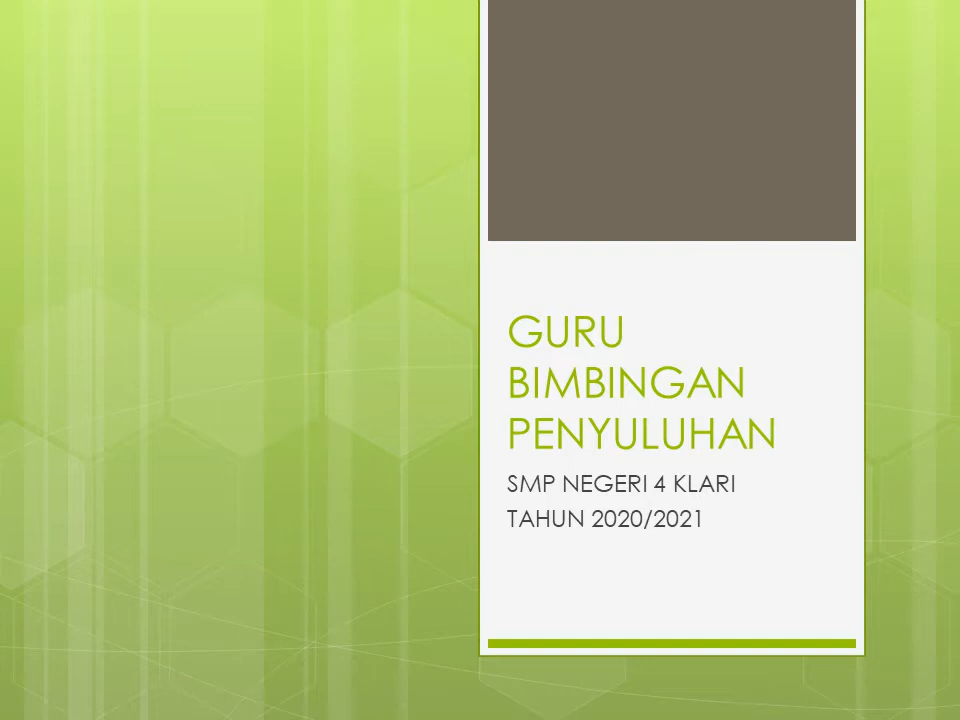 GURU
BIMBINGAN
PENYULUHAN
SMP NEGERI 4 KLARI
TAHUN 2020/2021